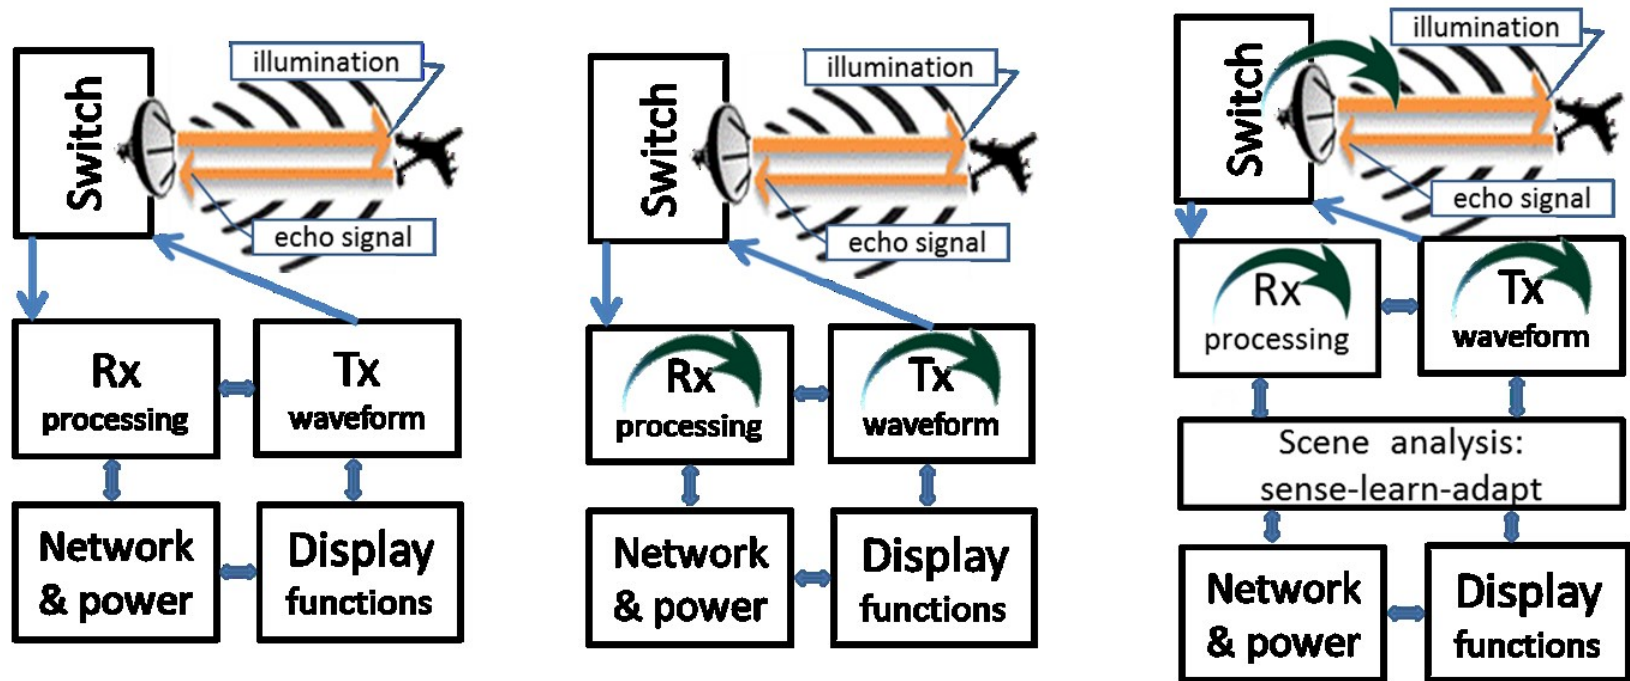 illumination
Switch
echo signal
Rx
processing
Tx
waveform
Network
& power
Display
functions
illumination
Switch
echo signal
Rx
processing
Tx
waveform
Network
& power
Display
functions
illumination
Switch
echo signal
Rx
processing
Tx
waveform
Scene analysis:
sense-learn-adapt
Network
& power
Display
functions